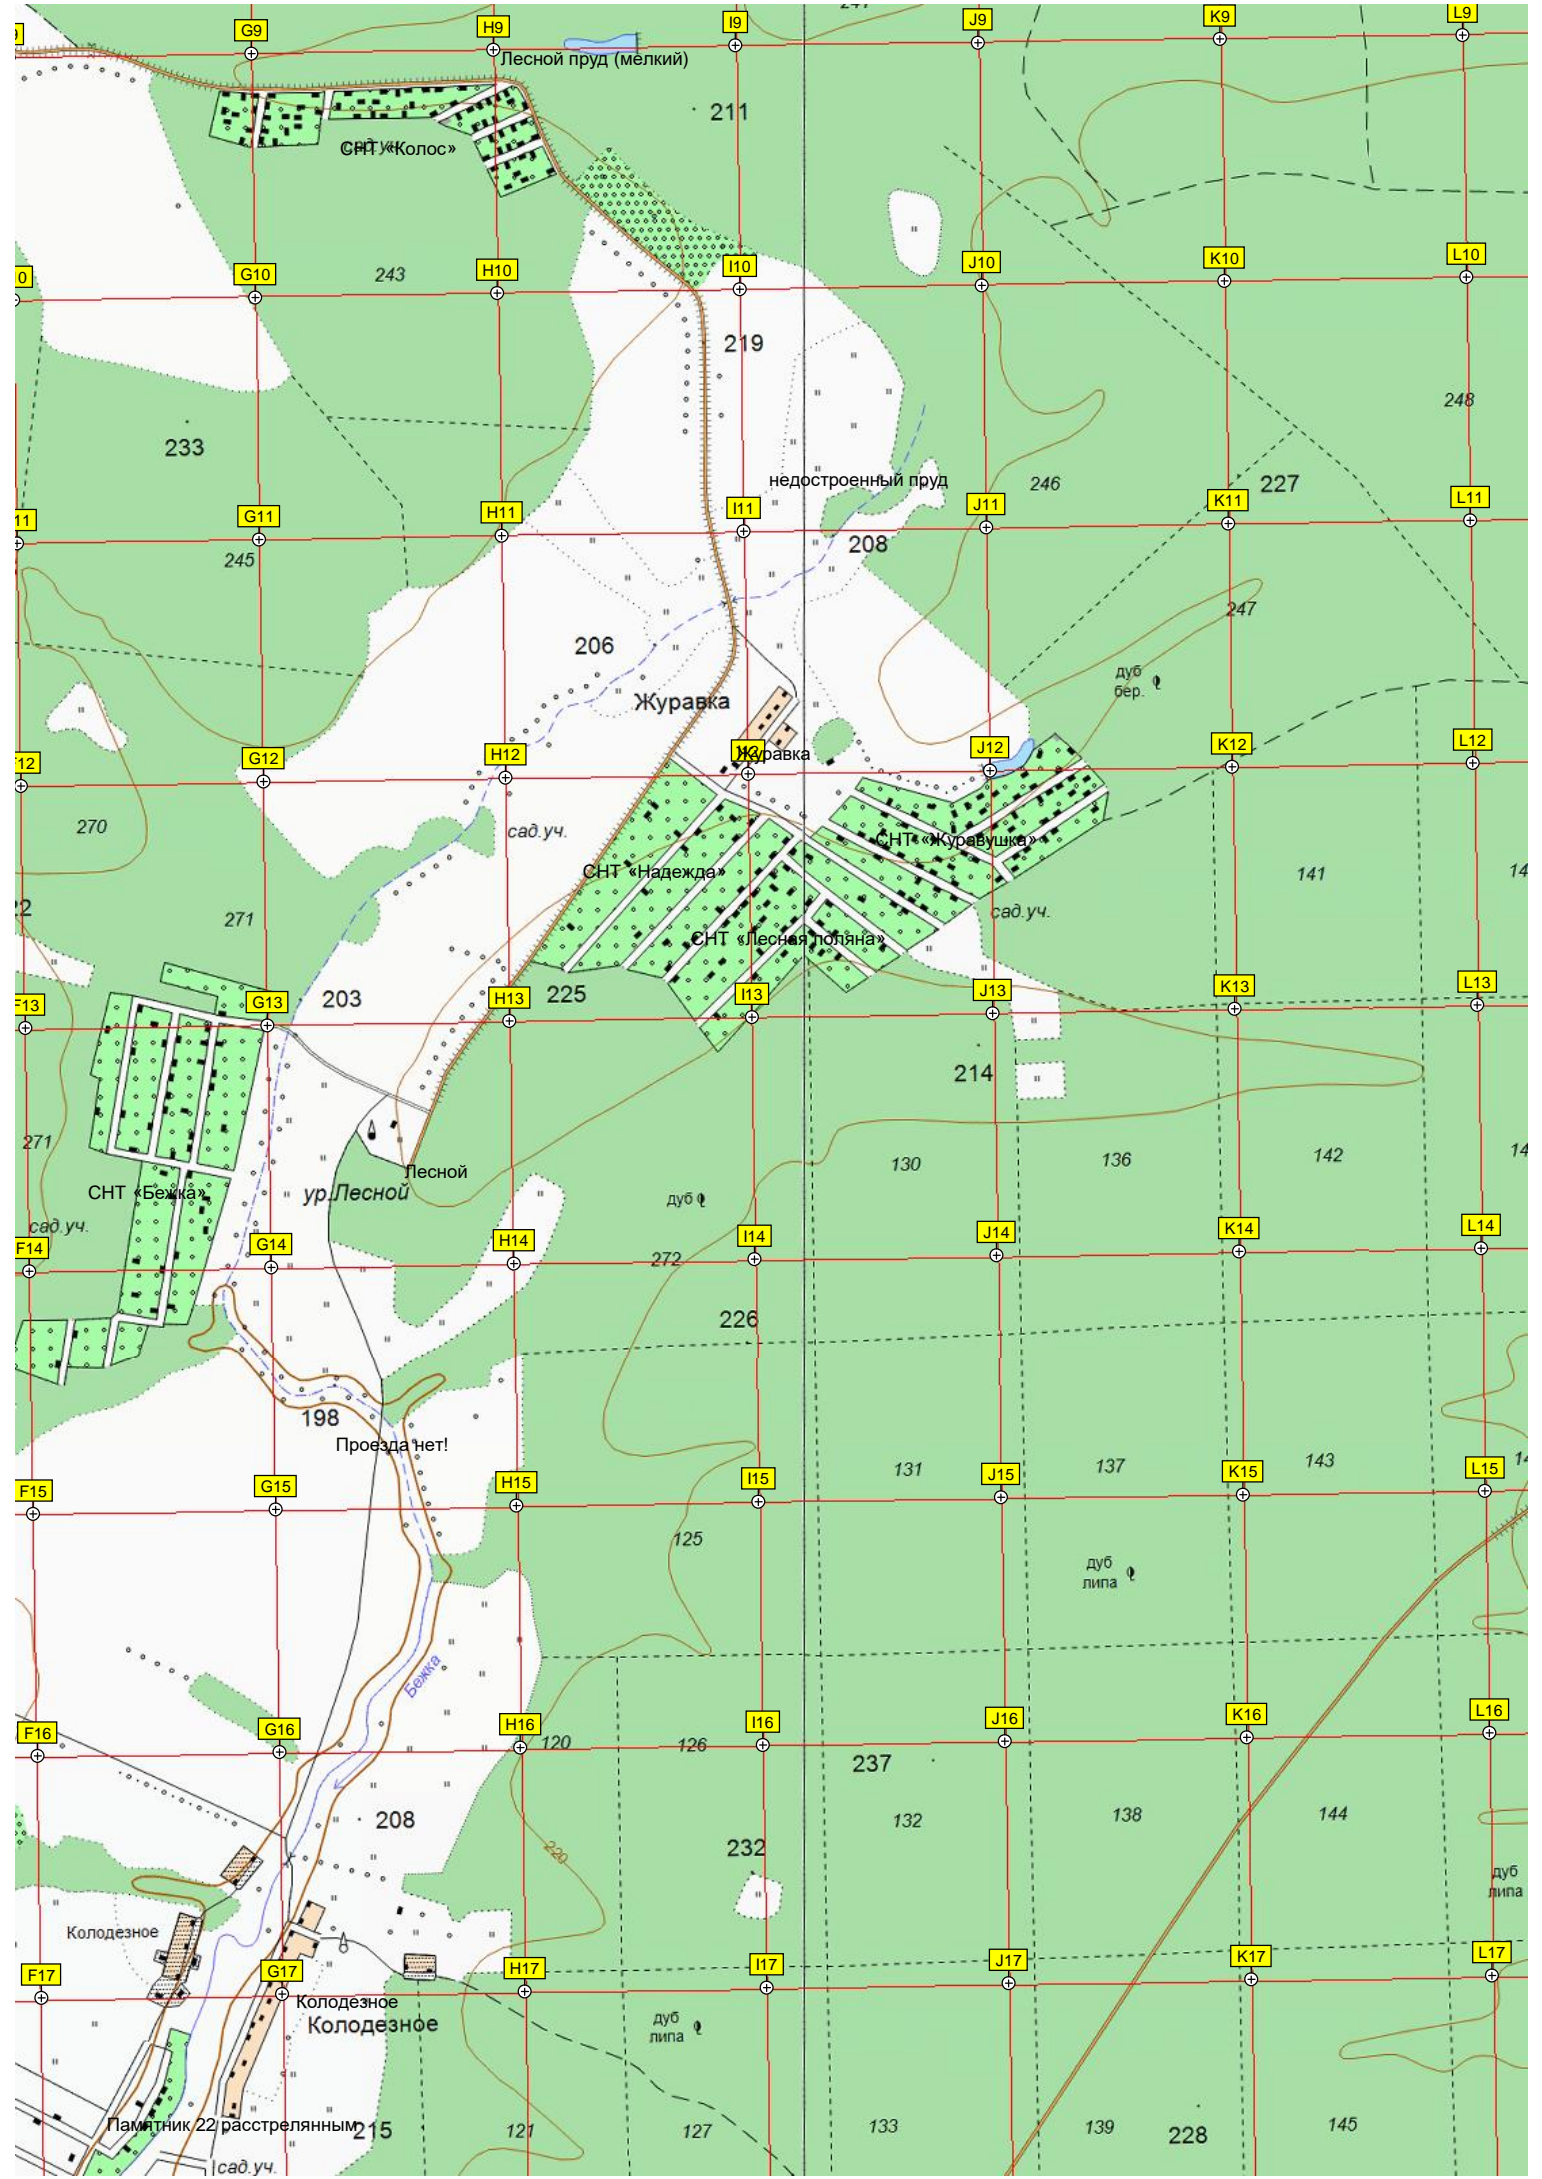 G9
H9
I9
J9
K9
L9
Лесной пруд (мелкий)
211
СНТ «Колос»
G10
243
H10
I10
J10
K10
L10
219
248
233
недостроенный пруд
246
227
11
G11
H11
I11
J11
K11
L11
245
208
247
206
дуб
бер.
Журавка
12
G12
H12
Журавка
J12
K12
L12
270
сад.уч.
СНТ «Журавушка»
СНТ «Надежда»
141
271
сад.уч.
СНТ «Лесная поляна»
F13
G13
203
H13
225
I13
J13
K13
L13
214
271
130
136
142
Лесной
СНТ «Бежка»
ур.Лесной
дуб
сад.уч.
F14
G14
H14
272
I14
J14
K14
L14
226
198
Проезда нет!
131
137
143
F15
G15
H15
I15
J15
K15
L15
125
дуб
липа
Бежка
F16
G16
H16
120
126
I16
J16
K16
L16
237
208
132
138
144
232
220
дуб
липа
Колодезное
F17
G17
H17
I17
J17
K17
L17
Колодезное
Колодезное
дуб
липа
Памятник 22 расстрелянным
215
121
127
133
139
228
145
сад.уч.